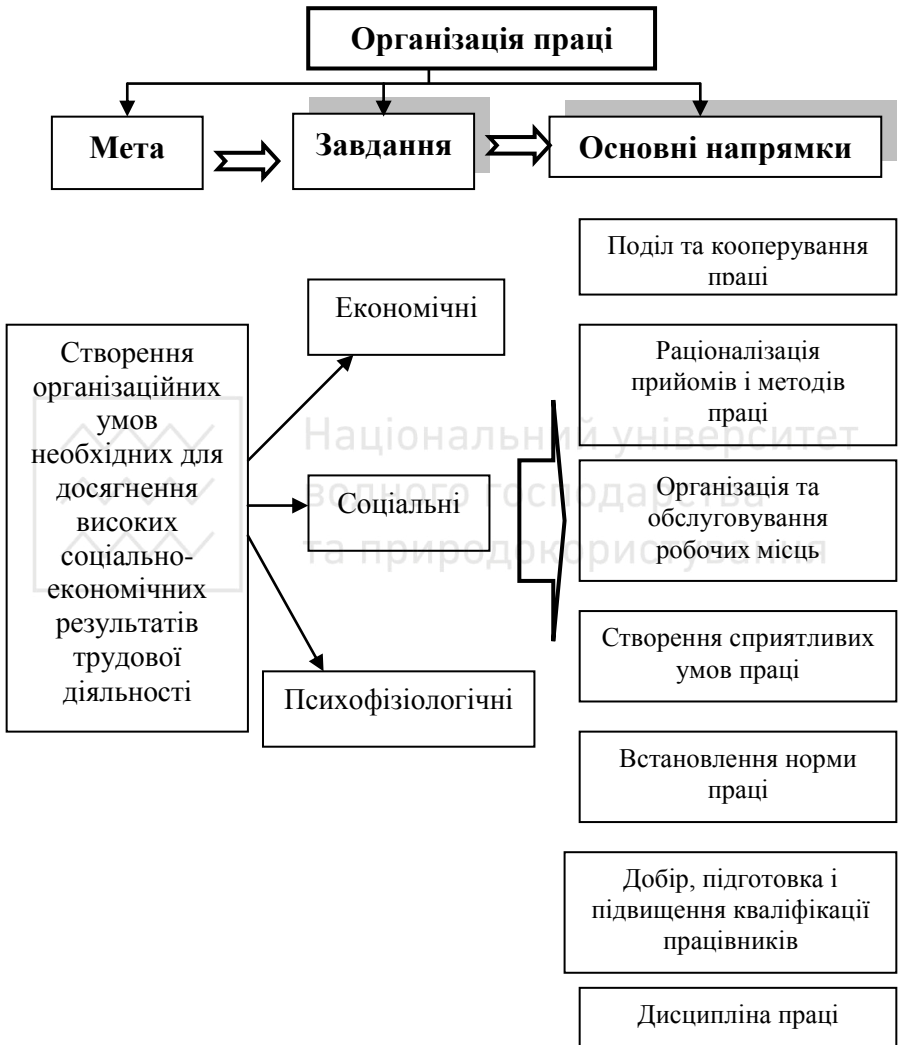 Організація праці
Мета
Завдання
Основні напрямки
Створення
організаційних
умов
необхідних для
досягнення
високих
соціально-
економічних
результатів
трудової
діяльності
Економічні
Соціальні
Психофізіологічні
Поділ та кооперування
праці
Раціоналізація
прийомів і методів
праці
Організація та
обслуговування
робочих місць
Створення сприятливих
умов праці
Встановлення норми
праці
Добір, підготовка і
підвищення кваліфікації
працівників
Дисципліна праці
Національний університет
водного господарства
та природокористування